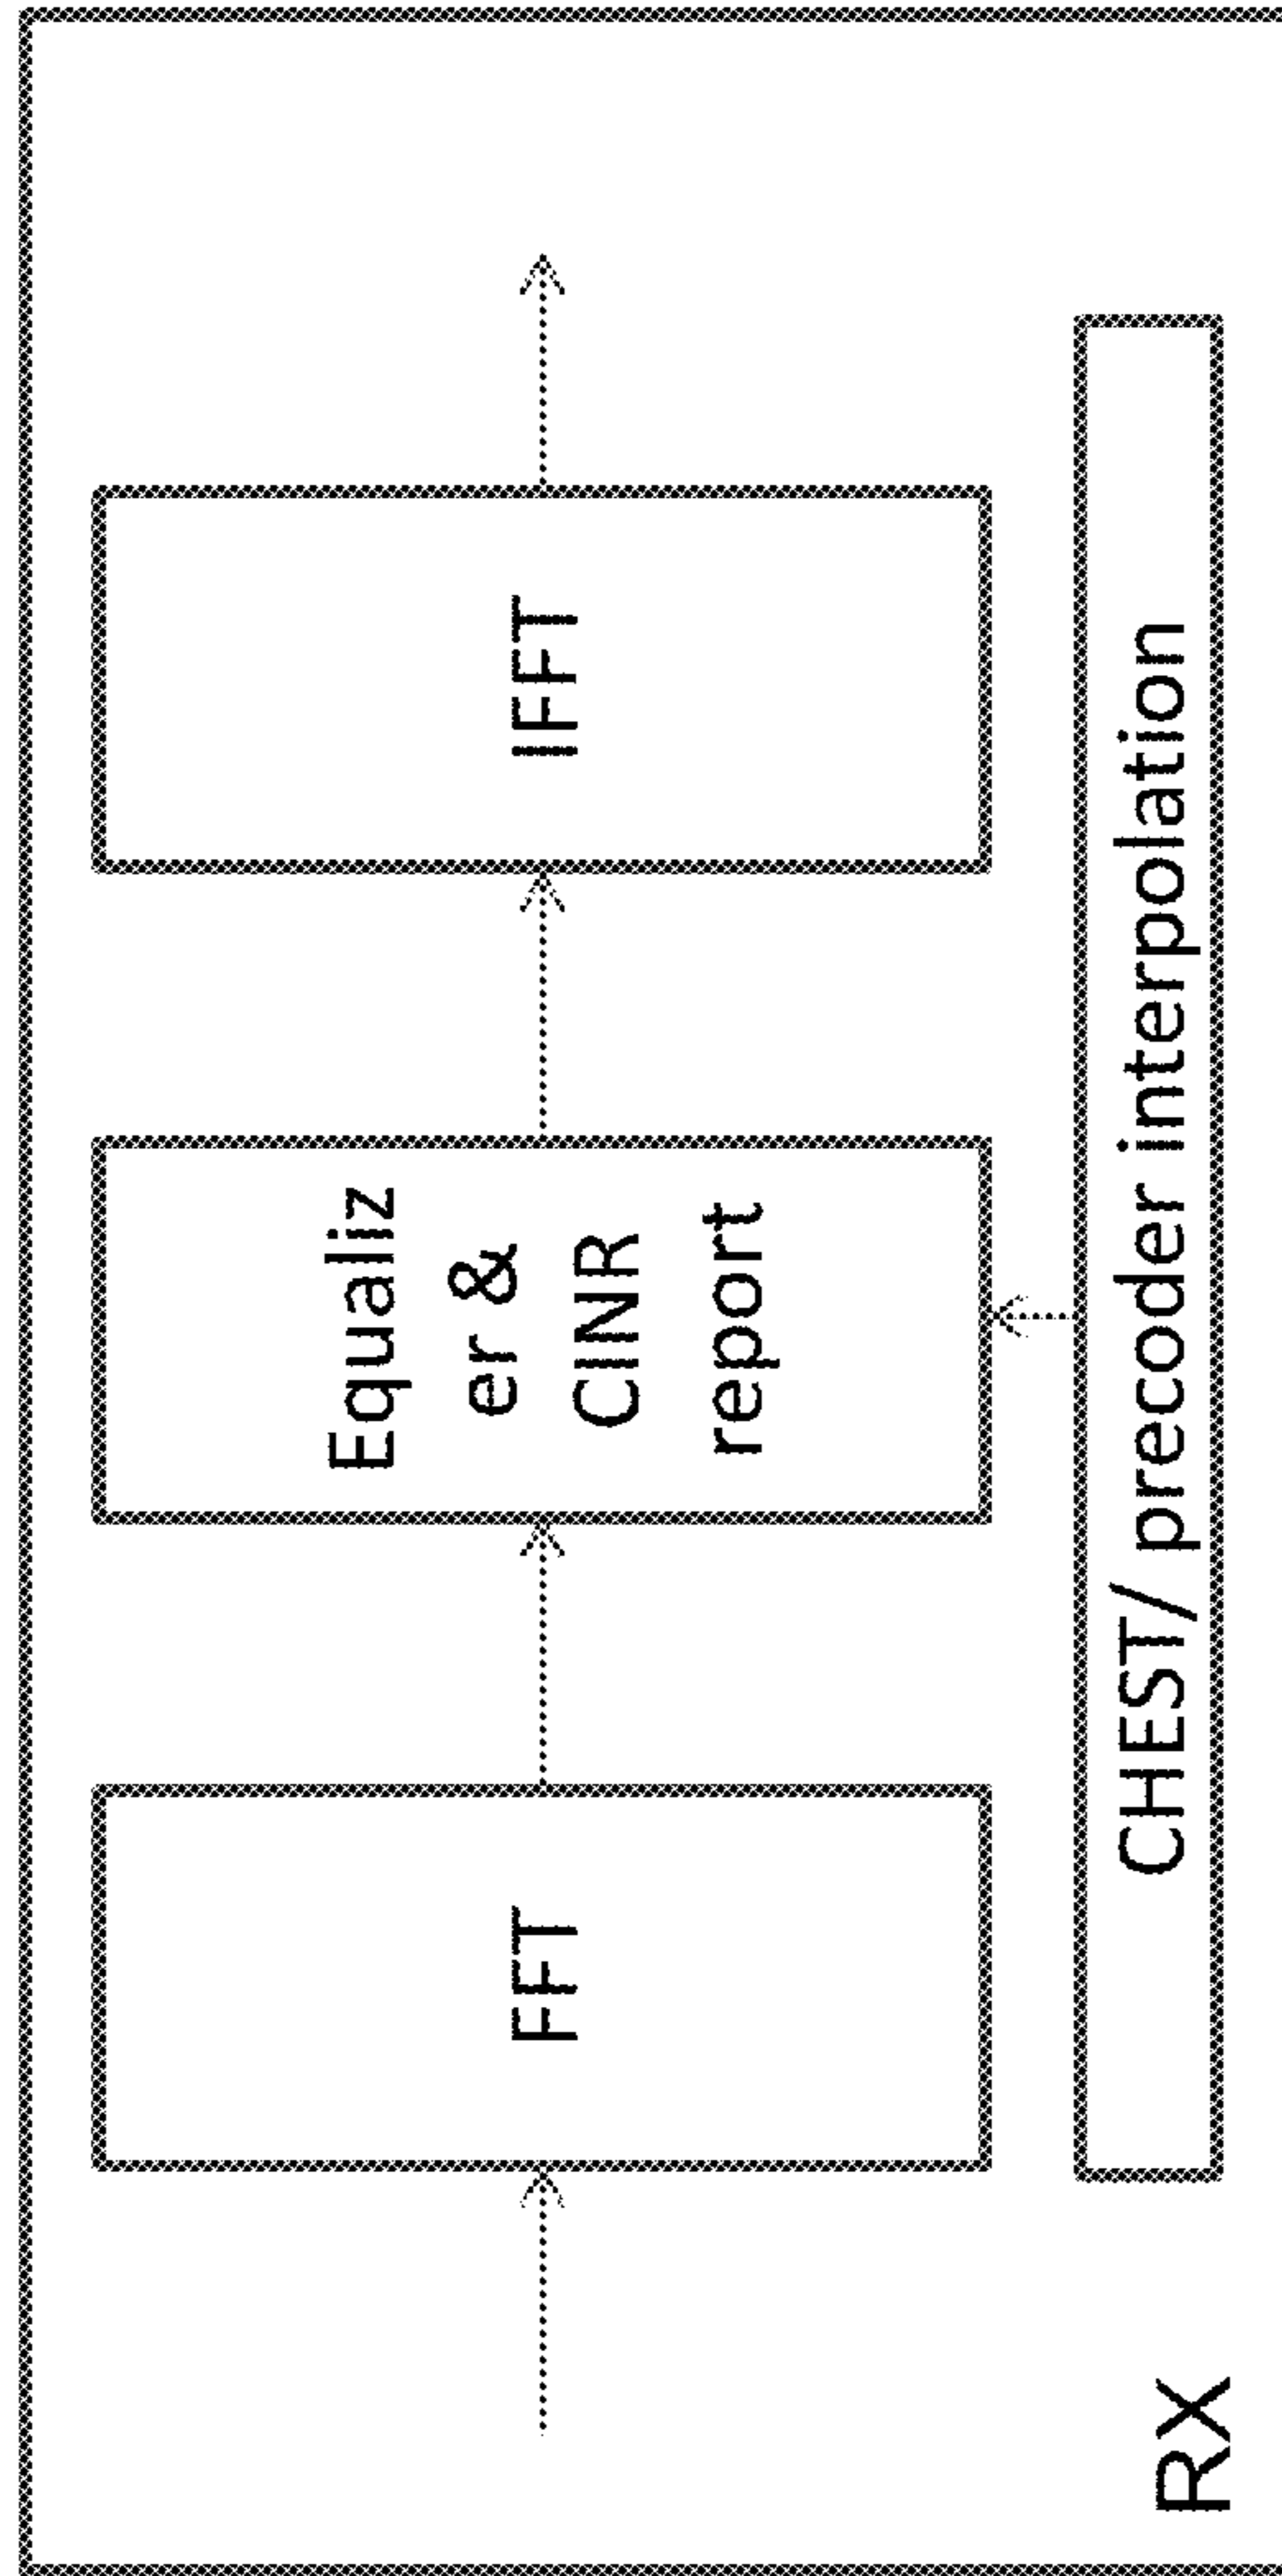 FFT
Equaliz
er &
CINR
report
IFFT
CHEST/ precoder interpolation
RX